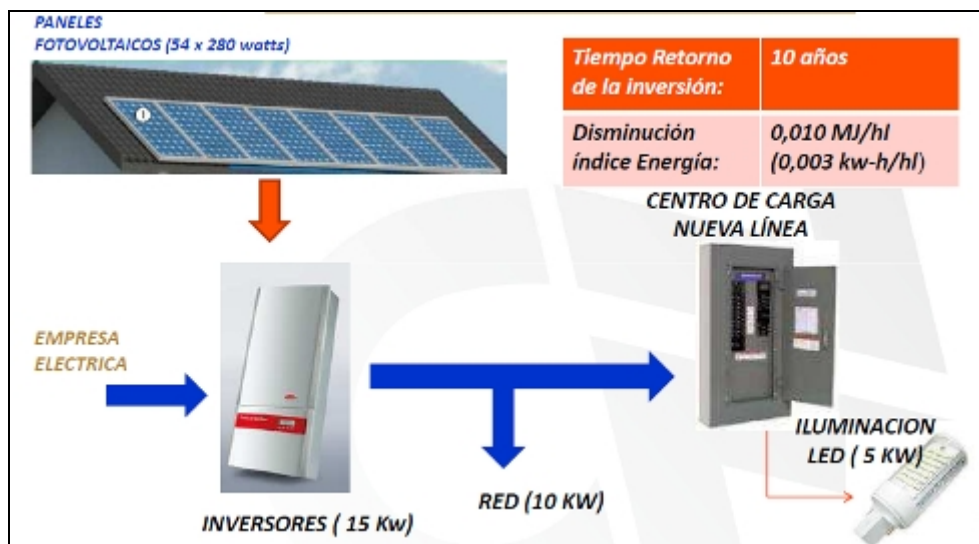 PANELES
FOTOVOLTAICOS (54 x 280 watts)
Tiempo Retorno
de la inversión:
10 años
Disminución
índice Energía:
0,010 MJ/hl
(0,003 kw-h/hl)
CENTRO DE CARGA
NUEVA LÍNEA
EMPRESA
ELECTRICA
ILUMINACION
LED ( 5 KW)
RED (10 KW)
INVERSORES ( 15 Kw)